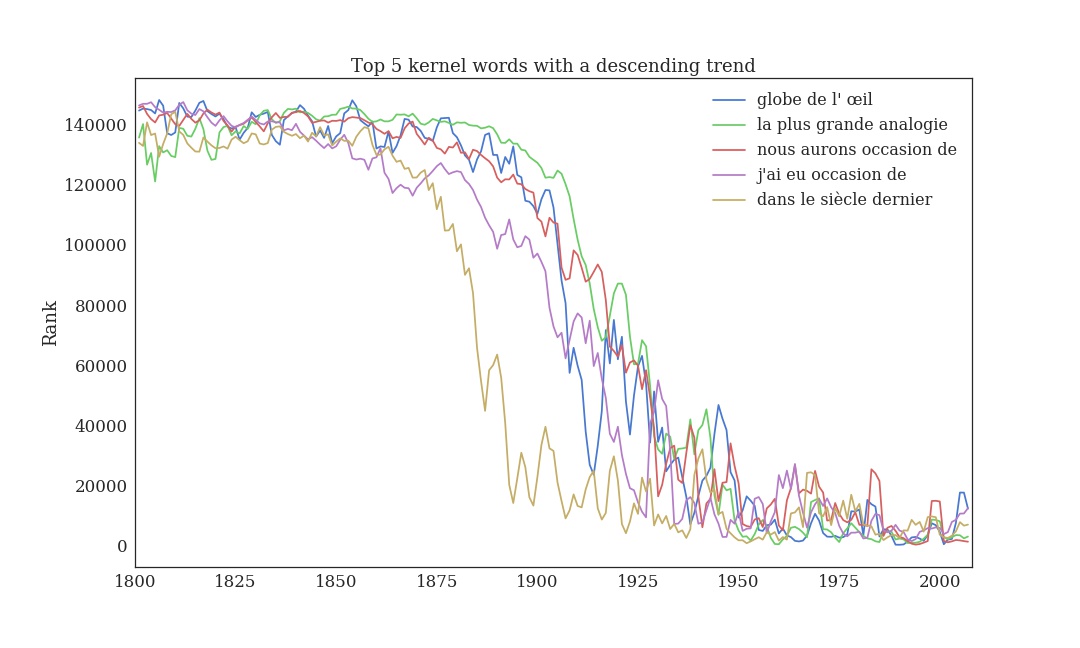 Top 5 kernel words with a descending trend
globe de l' œil
la plus grande analogie
nous aurons occasion de
j'ai eu occasion de
dans le siècle dernier
Rank
140000
120000
100000
80000
60000
40000
20000
0
1800 1825 1850 1875 1900 1925 1950 1975 2000